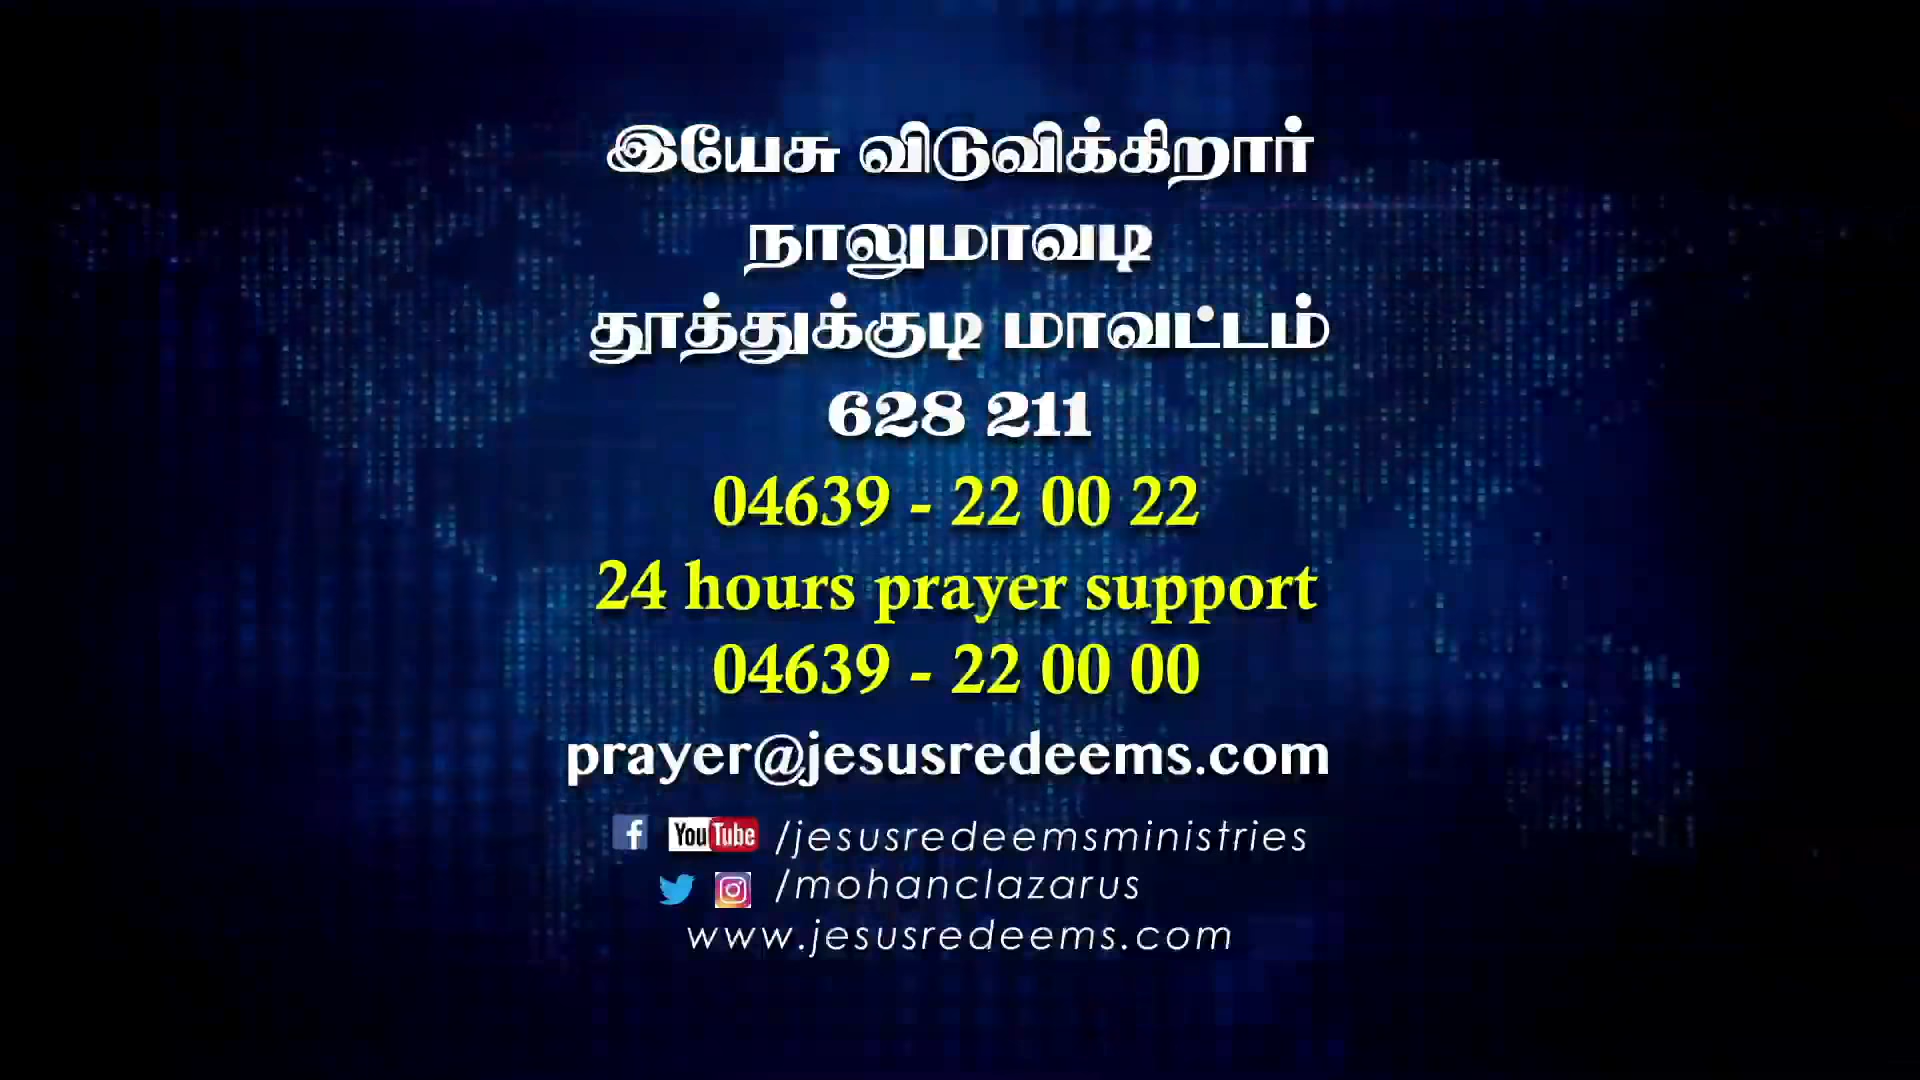 இயேசு விடுவிக்கிறார்
நாலுமாவடி
தூத்துக்குடி மாவட்டம்
628 211
04639 - 22 00 22
24 hours prayer support
04639 - 22 00 00
prayer@jesusredeems.com
f YouTube /jesusredeemsministries
/mohanclazarus
www.jesusredeems.com